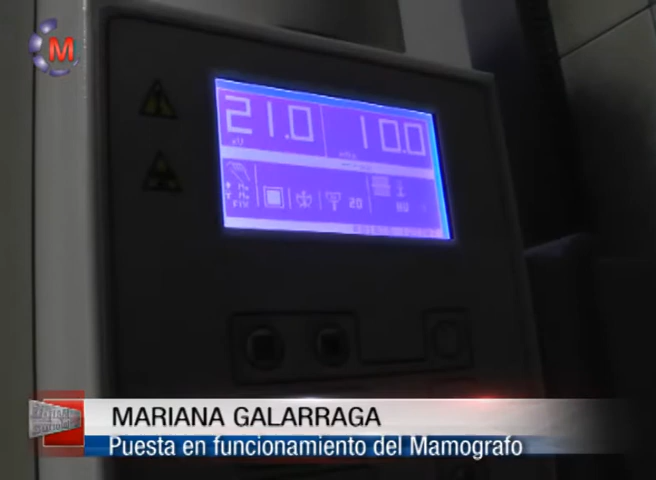 M
21.0 10.0
20
MARIANA GALARRAGA
Puesta en funcionamiento del Mamografo